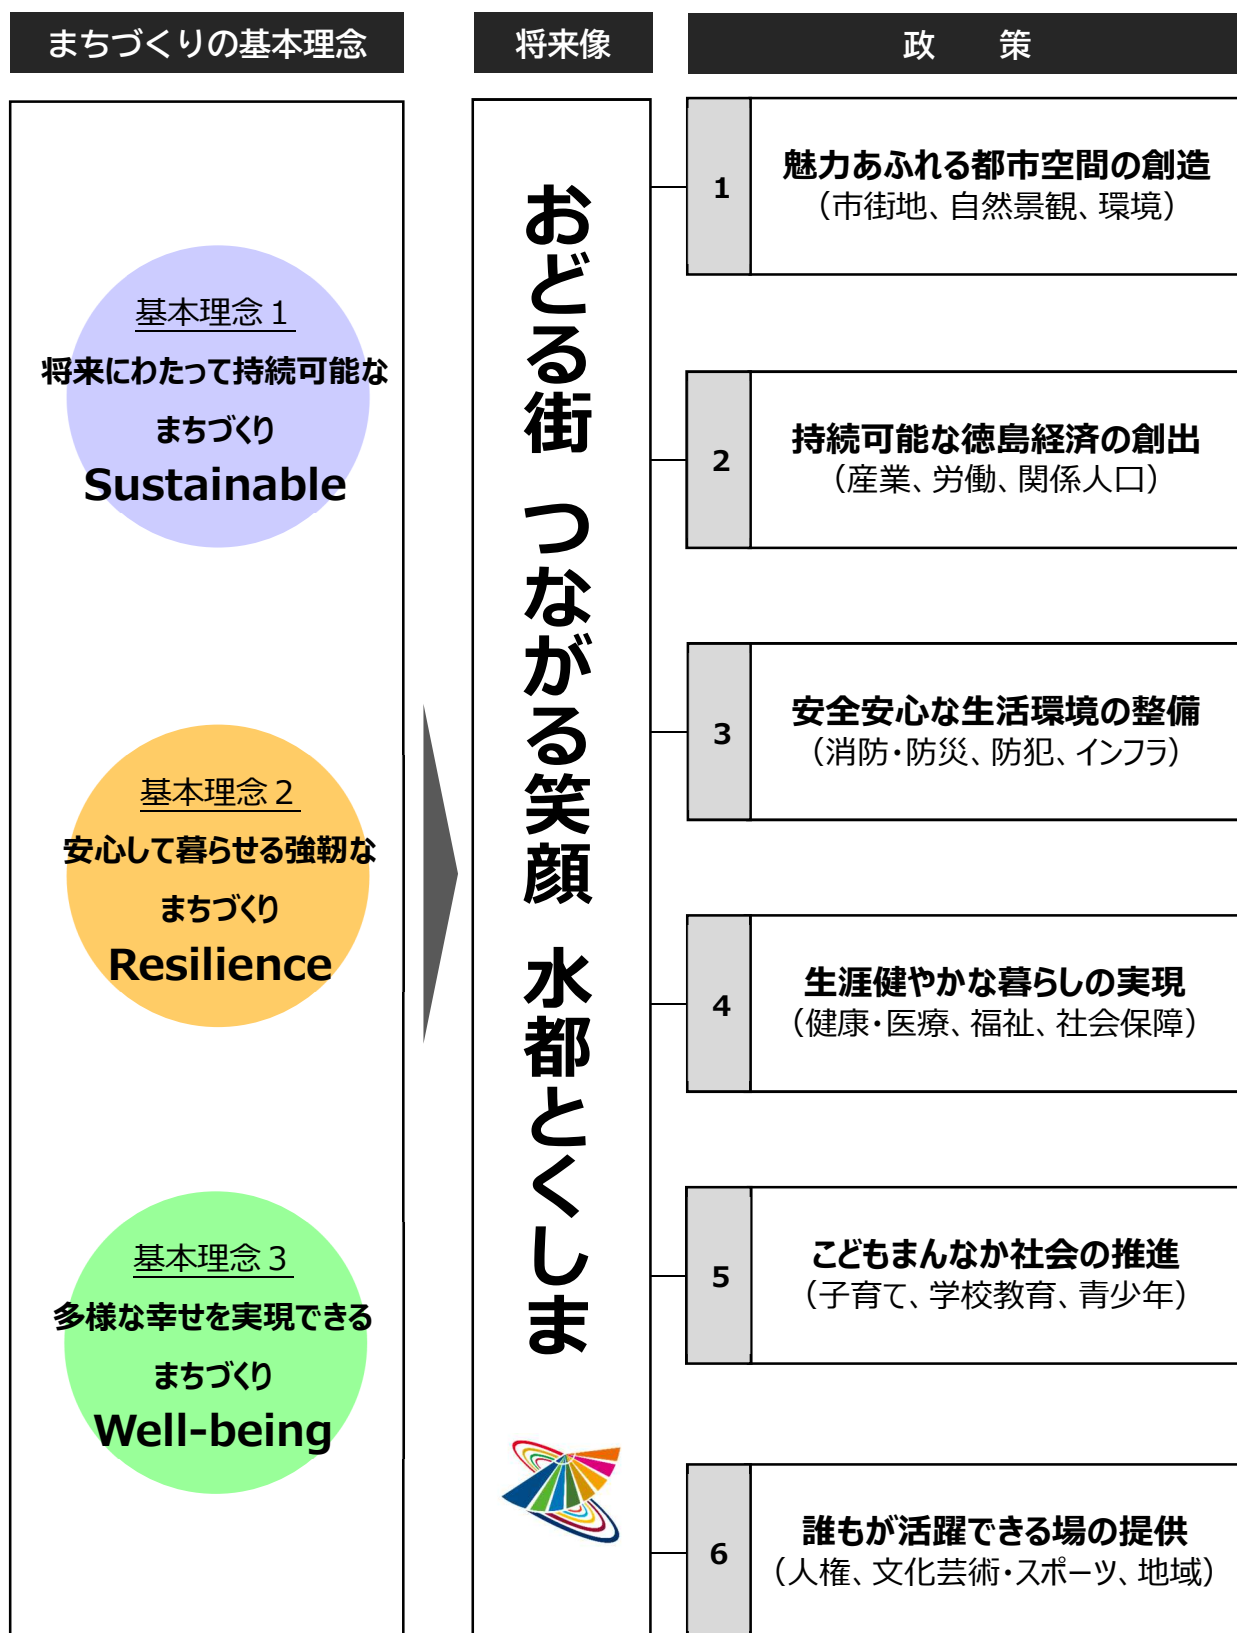 まちづくりの基本理念
将来像
政　策
基本理念１
将来にわたって持続可能な
まちづくり
Sustainable
基本理念２
安心して暮らせる強靭な
まちづくり
Resilience
基本理念３
多様な幸せを実現できる
まちづくり
Well-being
おどる街　つながる笑顔　水都とくしま
1
魅力あふれる都市空間の創造
（市街地、自然景観、環境）
2
持続可能な徳島経済の創出
（産業、労働、関係人口）
3
安全安心な生活環境の整備
（消防・防災、防犯、インフラ）
4
生涯健やかな暮らしの実現
（健康・医療、福祉、社会保障）
5
こどもまんなか社会の推進
（子育て、学校教育、青少年）
6
誰もが活躍できる場の提供
（人権、文化芸術・スポーツ、地域）